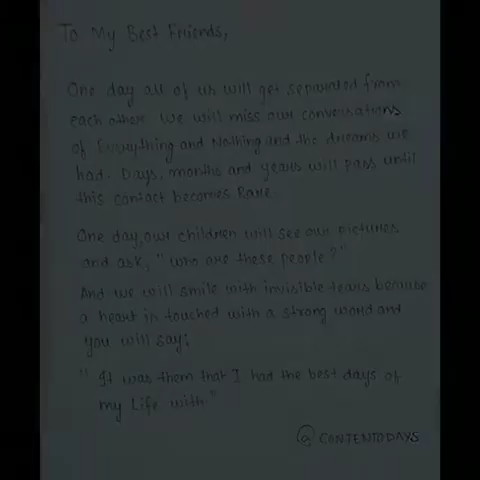 To My Best Friends,
One day all of us will get separated from
each other. We will miss our conversations
of Everything and Nothing and the dreams we
had. Days, months and years will pass until
this contact becomes Rare.
One day, our children will see our pictures
and ask, "who are these people?"
And we will smile with invisible tears because
a heart is touched with a strong word and
you will say;
"It was them that I had the best days of
my Life with"
@CONTENTODAYS